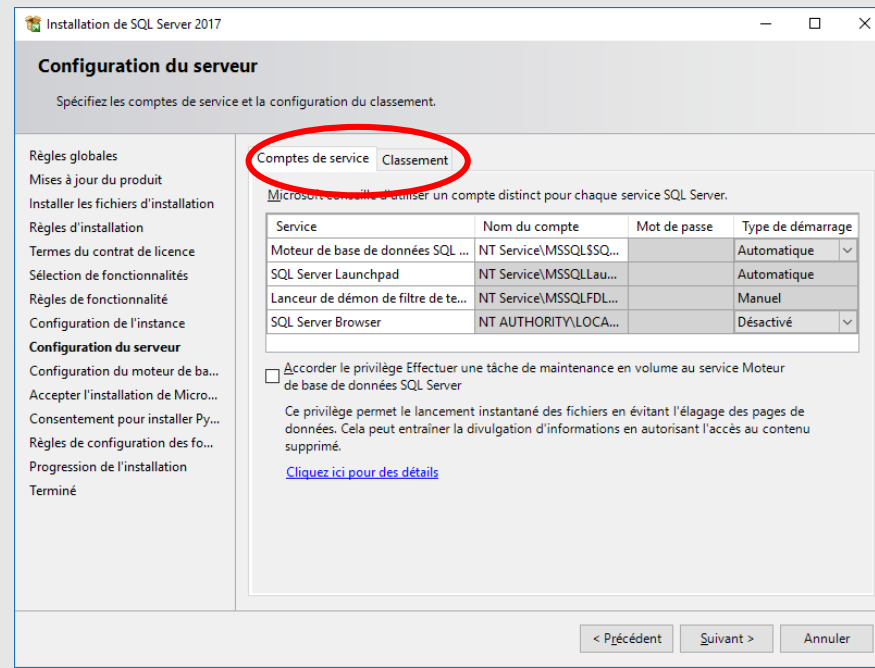 Installation de SQL Server 2017
Configuration du serveur
Spécifiez les comptes de service et la configuration du classement.
Règles globales
Mises à jour du produit
Installer les fichiers d'installation
Règles d'installation
Termes du contrat de licence
Sélection de fonctionnalités
Règles de fonctionnalité
Configuration de l'instance
Configuration du serveur
Configuration du moteur de ba...
Accepter l'installation de Micro...
Consentement pour installer Py...
Règles de configuration des fo...
Progression de l'installation
Terminé
Comptes de service Classement
Microsoft conseille d'utiliser un compte distinct pour chaque service SQL Server.
Service Nom du compte Mot de passe Type de démarrage
Moteur de base de données SQL ... NT Service\MSSQL$SQ... Automatique
SQL Server Launchpad NT Service\MSSQLLau... Automatique
Lanceur de démon de filtre de te... NT Service\MSSQLFDL... Manuel
SQL Server Browser NT AUTHORITY\LOCA... Désactivé
Accorder le privilège Effectuer une tâche de maintenance en volume au service Moteur
de base de données SQL Server
Ce privilège permet le lancement instantané des fichiers en évitant l'élagage des pages de
données. Cela peut entraîner la divulgation d'informations en autorisant l'accès au contenu
supprimé.
Cliquez ici pour des détails
< Précédent Suivant > Annuler